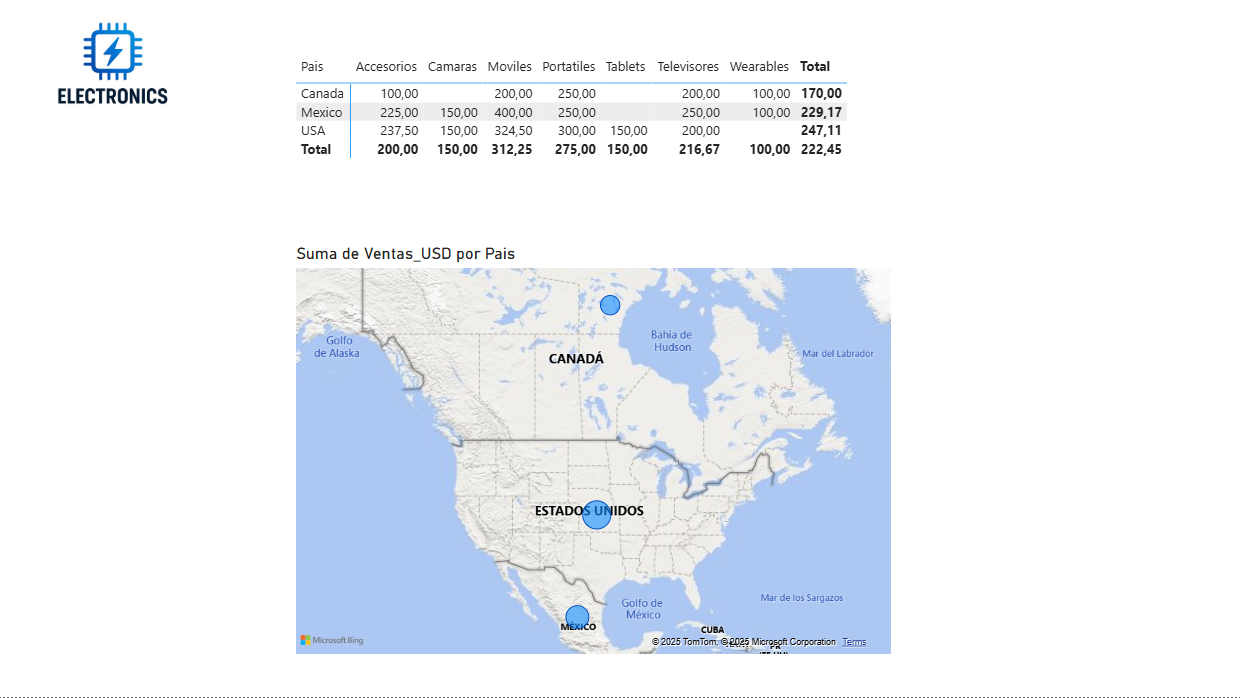 ELECTRONICS
Pais Accesorios Camaras Moviles Portatiles Tablets Televisores Wearables Total
Canada 100,00 200,00 250,00 200,00 100,00 170,00
Mexico 225,00 150,00 400,00 250,00 250,00 100,00 229,17
USA 237,50 150,00 324,50 300,00 150,00 200,00 247,11
Total 200,00 150,00 312,25 275,00 150,00 216,67 100,00 222,45
Suma de Ventas_USD por Pais
Golfo
de Alaska
Bahía de
Hudson
CANADÁ
Mar del Labrador
ESTADOS UNIDOS
Mar de los Sargazos
Golfo de
México
MÉXICO
CUBA
Microsoft Bing
© 2025 TomTom, © 2025 Microsoft Corporation Terms